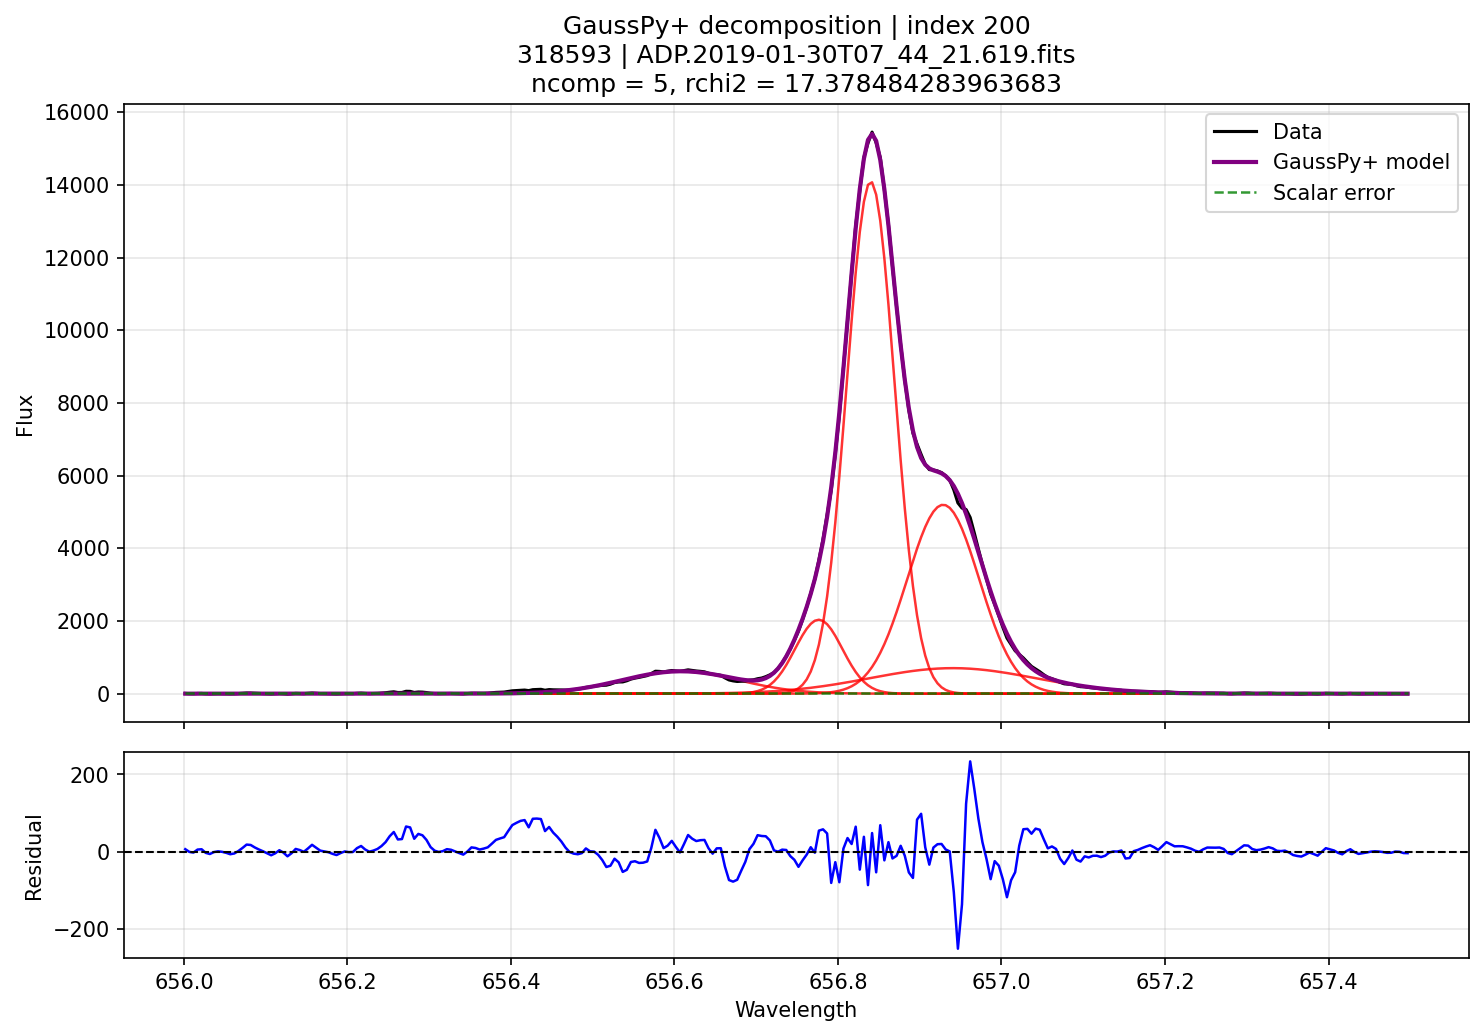 GaussPy+ decomposition | index 200
318593 | ADP.2019-01-30T07_44_21.619.fits
ncomp = 5, rchi2 = 17.378484283963683
16000
14000
12000
10000
8000
6000
4000
2000
0
Flux
Data
GaussPy+ model
Scalar error
200
0
−200
Residual
656.0
656.2
656.4
656.6
656.8
657.0
657.2
657.4
Wavelength